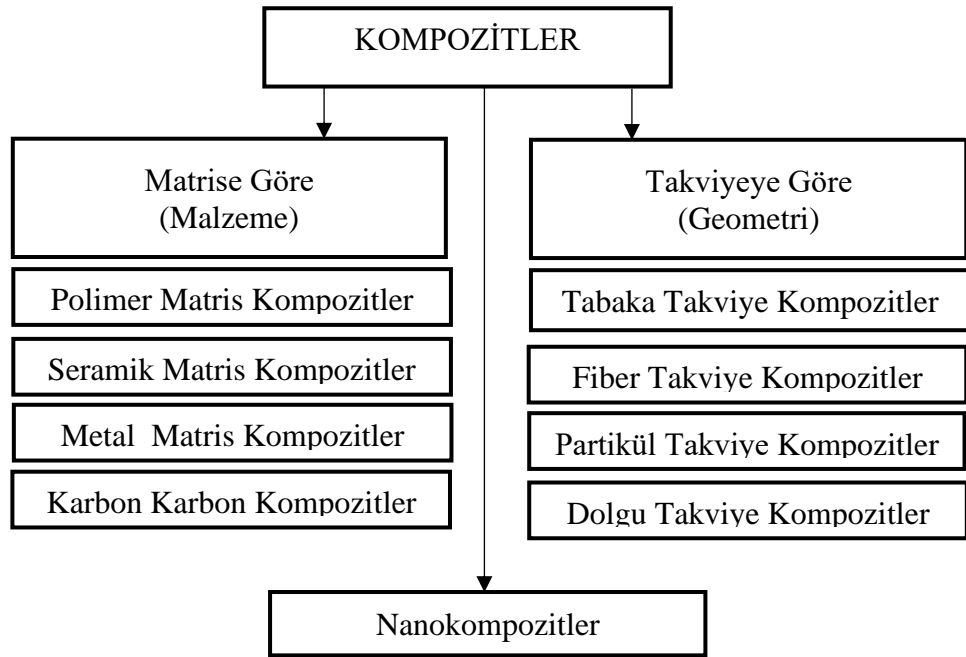 KOMPOZİTLER
Matrise Göre
(Malzeme)
Polimer Matris Kompozitler
Seramik Matris Kompozitler
Metal Matris Kompozitler
Karbon Karbon Kompozitler
Takviyeye Göre
(Geometri)
Tabaka Takviye Kompozitler
Fiber Takviye Kompozitler
Partikül Takviye Kompozitler
Dolgu Takviye Kompozitler
Nanokompozitler